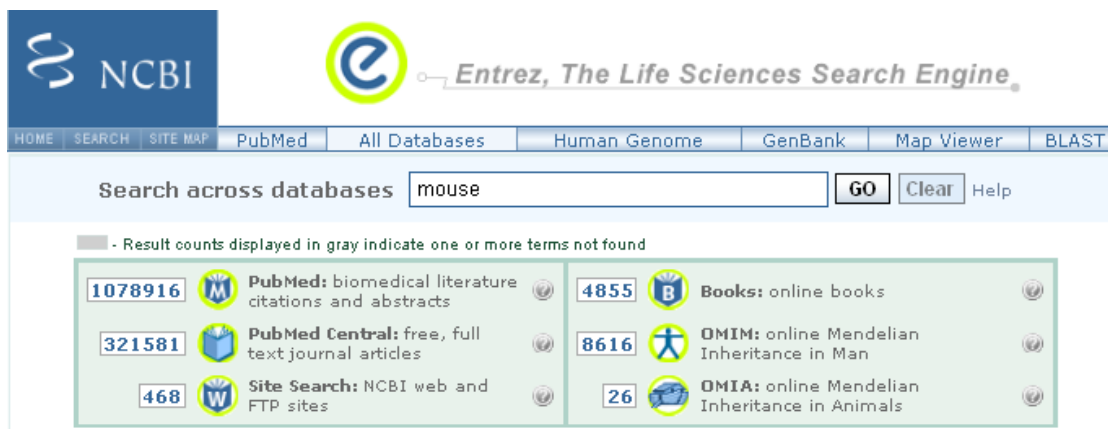 NCBI
e Entrez, The Life Sciences Search Engine
HOME SEARCH SITE MAP PubMed All Databases Human Genome GenBank Map Viewer BLAST
Search across databases mouse GO Clear Help
- Result counts displayed in gray indicate one or more terms not found
1078916 M PubMed: biomedical literature
citations and abstracts ?
321581 PubMed Central: free, full
text journal articles ?
468 W Site Search: NCBI web and
FTP sites ?
4855 B Books: online books ?
8616 OMIM: online Mendelian
Inheritance in Man ?
26 OMIA: online Mendelian
Inheritance in Animals ?